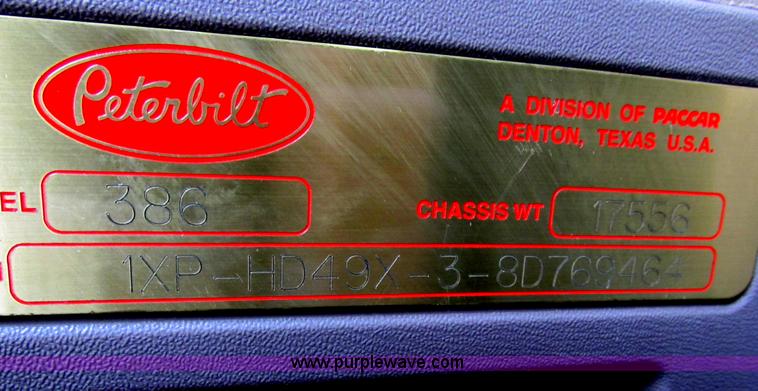 Peterbilt
A DIVISION OF PACCAR
DENTON, TEXAS U.S.A.
EL 386 CHASSIS WT 17556
1XP-HD49X-3-8D769464
www.purplewave.com